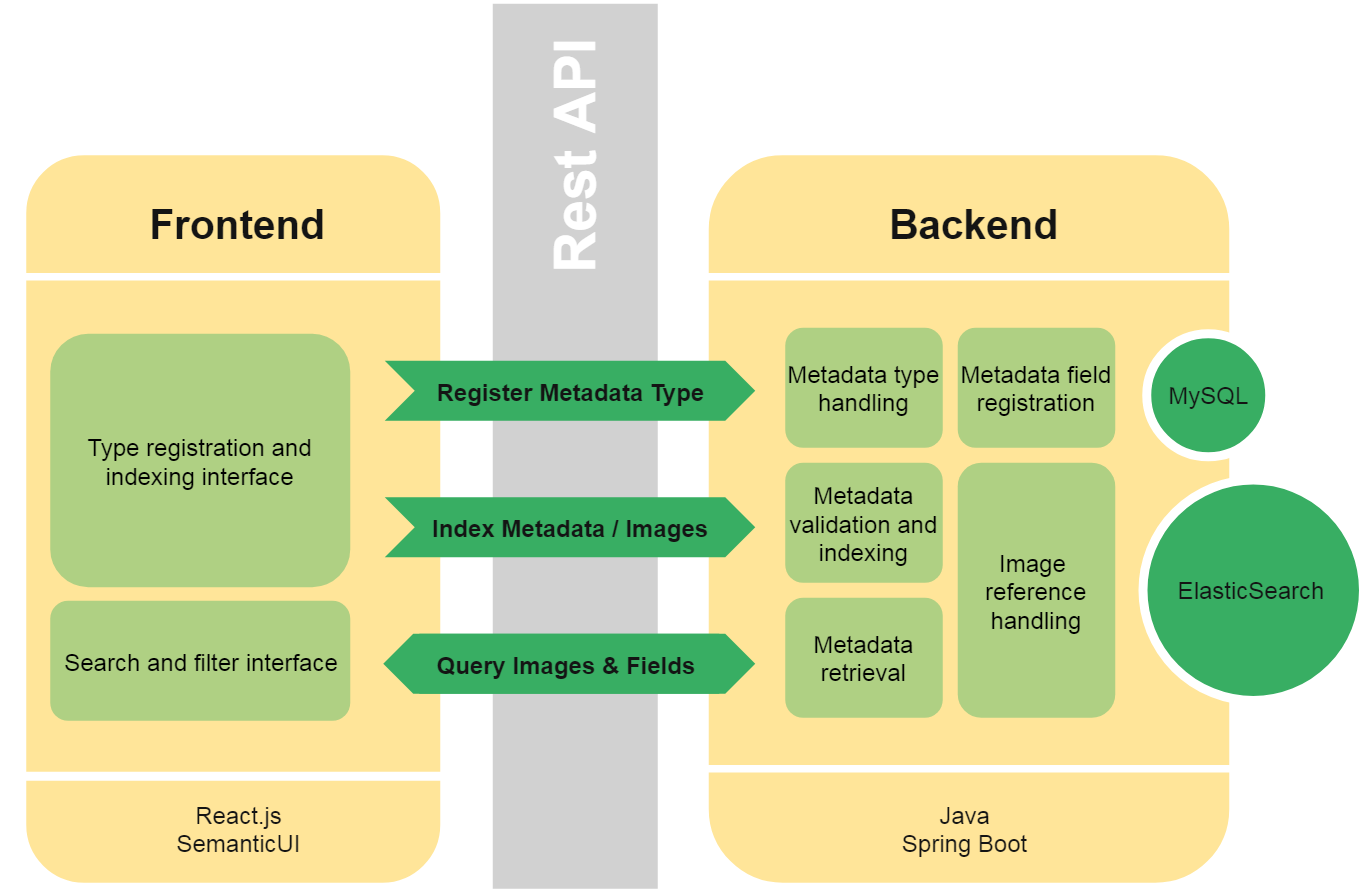 Rest API
Frontend
Backend
Type registration and
indexing interface
Search and filter interface
React.js
SemanticUI
Register Metadata Type
Index Metadata / Images
Query Images & Fields
Metadata type
handling
Metadata field
registration
Metadata
validation and
indexing
Image
reference
handling
Metadata
retrieval
MySQL
ElasticSearch
Java
Spring Boot